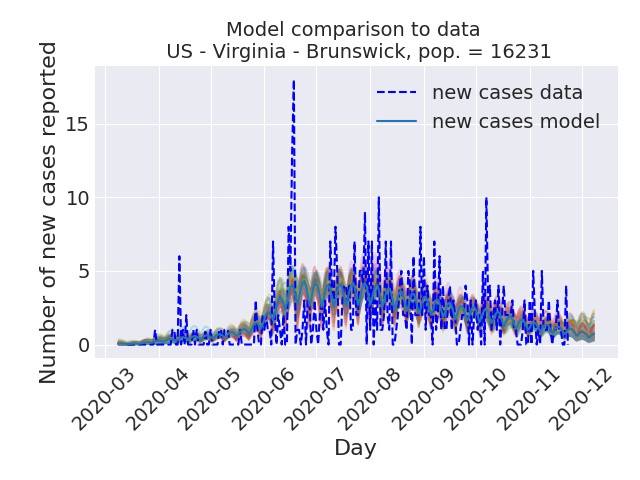 Model comparison to data
US - Virginia - Brunswick, pop. = 16231
new cases data
new cases model
Number of new cases reported
15
10
5
0
2020-03
2020-04
2020-05
2020-06
2020-07
2020-08
2020-09
2020-10
2020-11
2020-12
Day